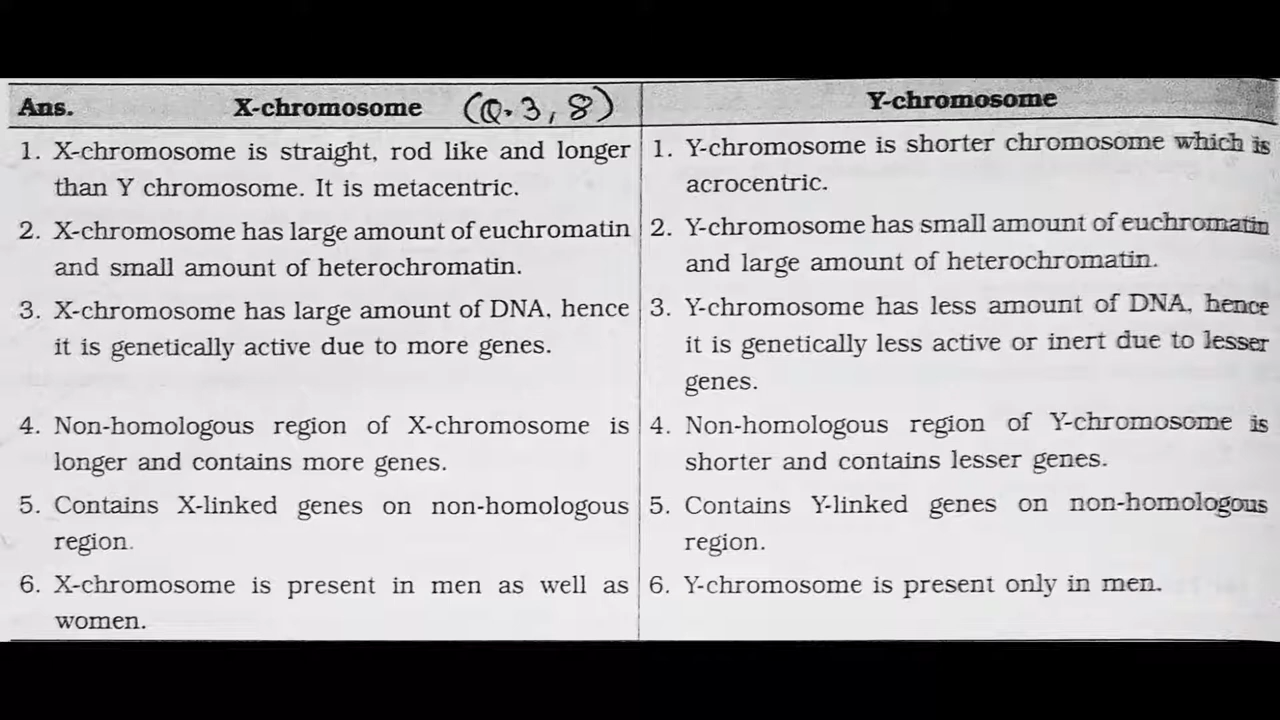 Ans. X-chromosome (Q.3, 8)
1. X-chromosome is straight, rod like and longer
than Y chromosome. It is metacentric.
2. X-chromosome has large amount of euchromatin
and small amount of heterochromatin.
3. X-chromosome has large amount of DNA, hence
it is genetically active due to more genes.
4. Non-homologous region of X-chromosome is
longer and contains more genes.
5. Contains X-linked genes on non-homologous
region.
6. X-chromosome is present in men as well as
women.
Y-chromosome
1. Y-chromosome is shorter chromosome which is
acrocentric.
2. Y-chromosome has small amount of euchromatin
and large amount of heterochromatin.
3. Y-chromosome has less amount of DNA, hence
it is genetically less active or inert due to lesser
genes.
4. Non-homologous region of Y-chromosome is
shorter and contains lesser genes.
5. Contains Y-linked genes on non-homologous
region.
6. Y-chromosome is present only in men.